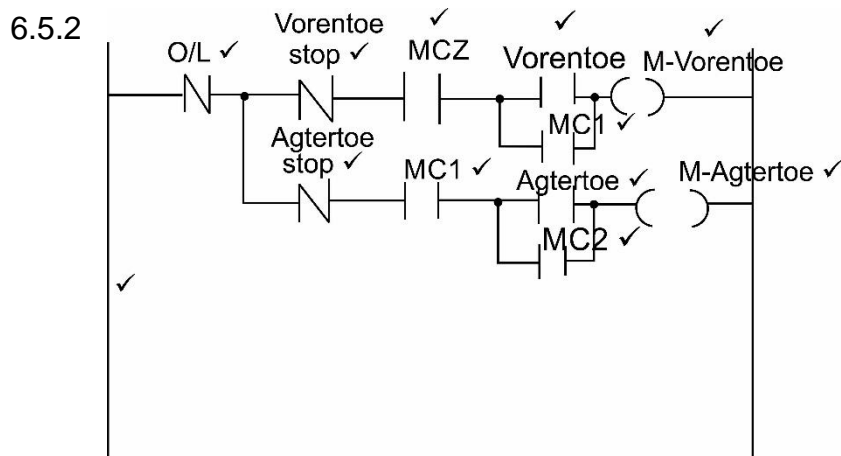 6.5.2
O/L ✓
Vorentoe
stop ✓
✓
MCZ
✓
Vorentoe
✓
M-Vorentoe
MC1 ✓
Agtertoe
stop ✓
MC1 ✓
Agtertoe ✓
M-Agtertoe ✓
MC2 ✓
✓